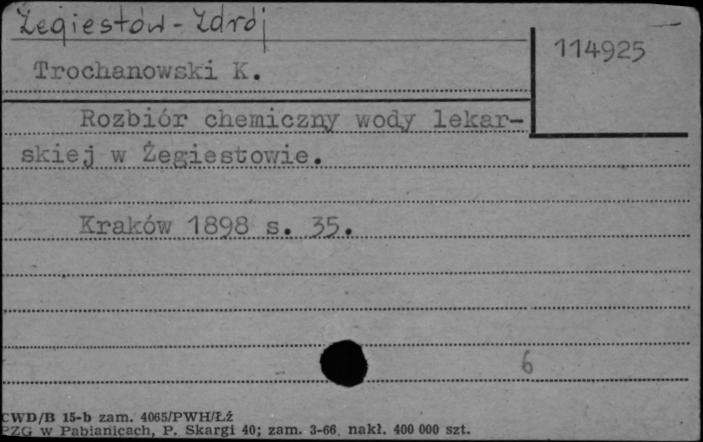 Żegiestów-Zdrój
114925
Trochanowski K.
Rozbiór chemiczny wody lekar-
skiej w Żegiestowie.
Kraków 1898 s. 35.
6
CWD/B 15-b zam. 4065/PWH/Łź
PZG w Pabianicach, P. Skargi 40; zam. 3-66. nakł. 400 000 szt.